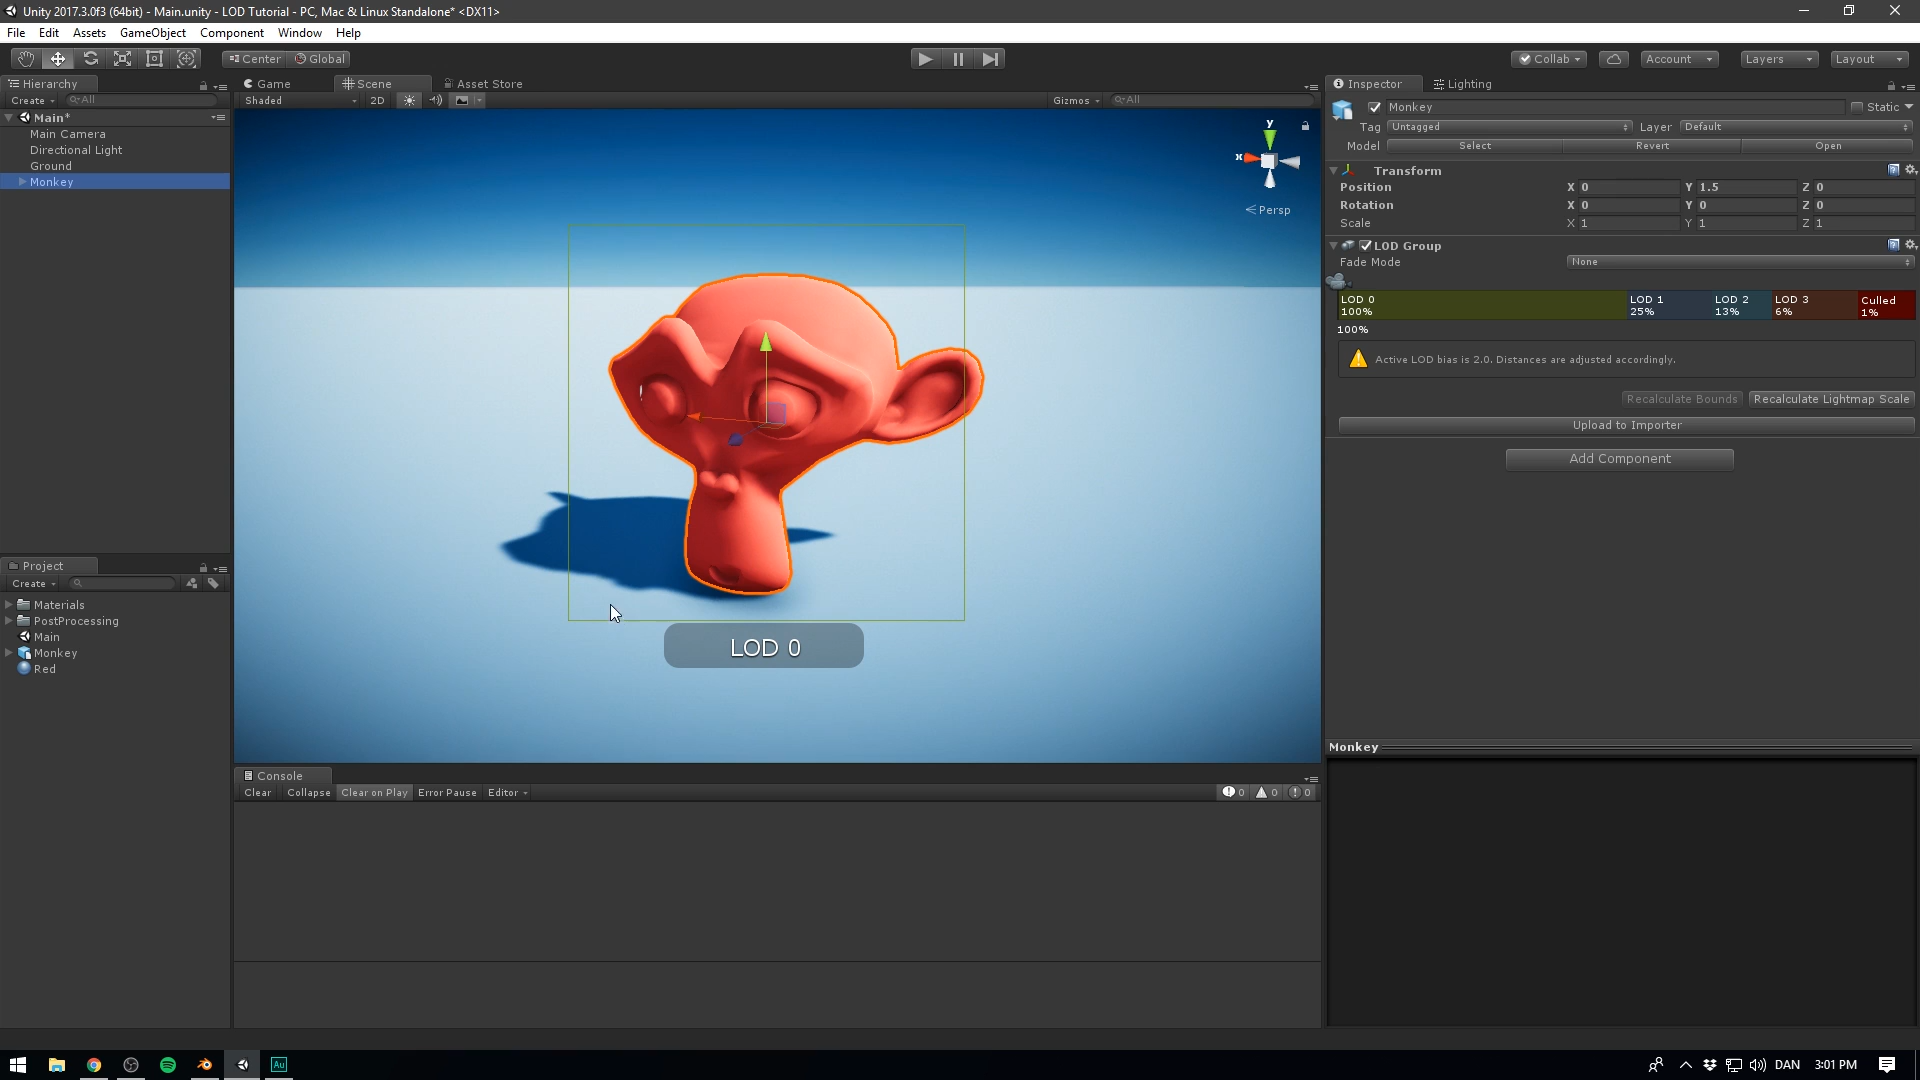 Unity 2017.3.0f3 (64bit) - Main.unity - LOD Tutorial - PC, Mac & Linux Standalone* <DX11>
File Edit Assets GameObject Component Window Help
Center Global Collab Account Layers Layout
Hierarchy
Create All
Main*
Main Camera
Directional Light
Ground
Monkey
Project
Create
Materials
PostProcessing
Main
Monkey
Red
Game Scene Asset Store
Shaded 2D Gizmos All
y
x
Persp
LOD 0
Console
Clear Collapse Clear on Play Error Pause Editor 0 0 0
Inspector Lighting
Monkey Static
Tag Untagged Layer Default
Model Select Revert Open
Transform
Position X 0 Y 1.5 Z 0
Rotation X 0 Y 0 Z 0
Scale X 1 Y 1 Z 1
LOD Group
Fade Mode None
LOD 0 LOD 1 LOD 2 LOD 3 Culled
100% 25% 13% 6% 1%
100%
Active LOD bias is 2.0. Distances are adjusted accordingly.
Recalculate Bounds Recalculate Lightmap Scale
Upload to Importer
Add Component
Monkey
Au DAN 3:01 PM